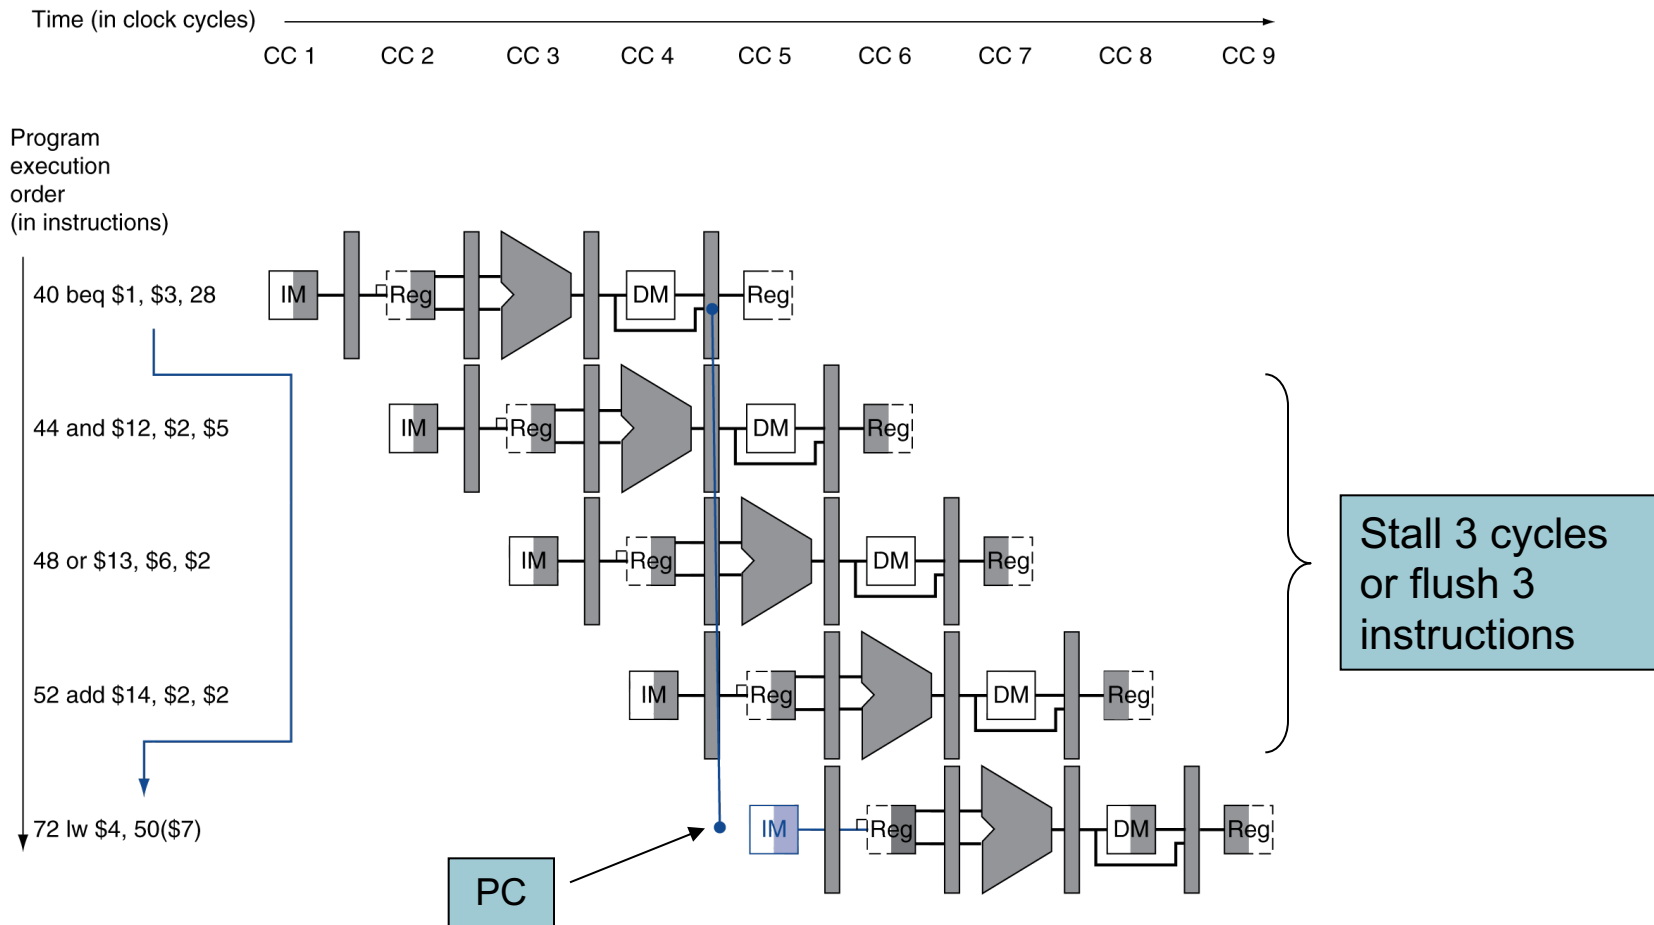 Time (in clock cycles)
CC 1 CC 2 CC 3 CC 4 CC 5 CC 6 CC 7 CC 8 CC 9
Program
execution
order
(in instructions)
40 beq $1, $3, 28
IM Reg DM Reg
44 and $12, $2, $5
IM Reg DM Reg
48 or $13, $6, $2
IM Reg DM Reg
Stall 3 cycles
or flush 3
instructions
52 add $14, $2, $2
IM Reg DM Reg
72 lw $4, 50($7)
IM Reg DM Reg
PC